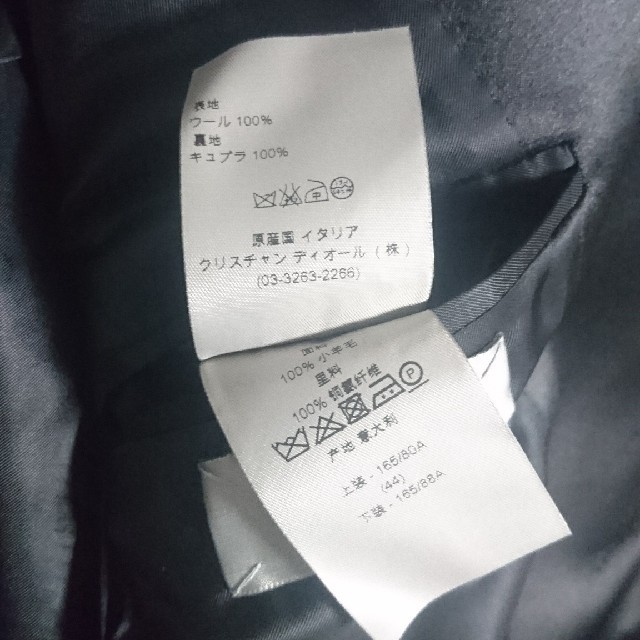 表地
ウール 100%
裏地
キュプラ 100%
原産国 イタリア
クリスチャン ディオール (株)
(03-3263-2266)
面料
100% 小羊毛
里料
100% 铜氨纤维
产地 意大利
上装 - 165/80A
(44)
下装 - 165/88A